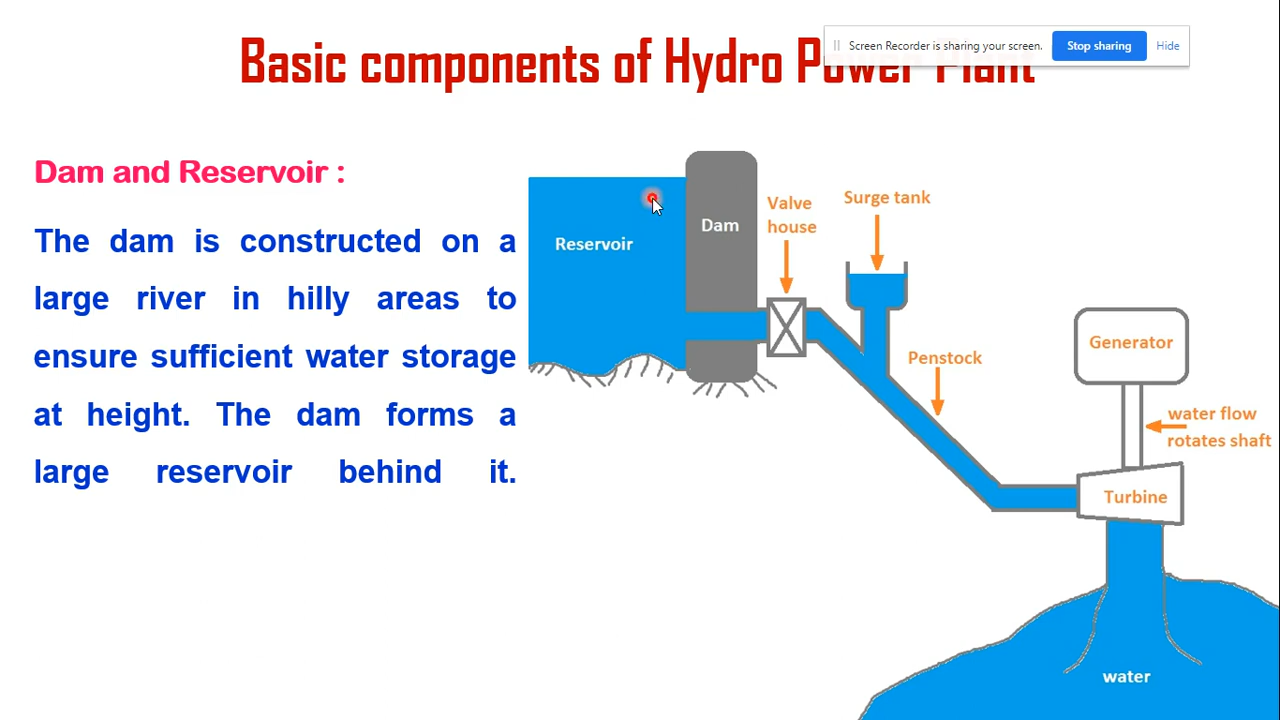 Basic components of Hydro Power Plant
Screen Recorder is sharing your screen. Stop sharing Hide
Dam and Reservoir :
The dam is constructed on a
large river in hilly areas to
ensure sufficient water storage
at height. The dam forms a
large reservoir behind it.
Reservoir
Dam
Valve
house
Surge tank
Penstock
Generator
water flow
rotates shaft
Turbine
water